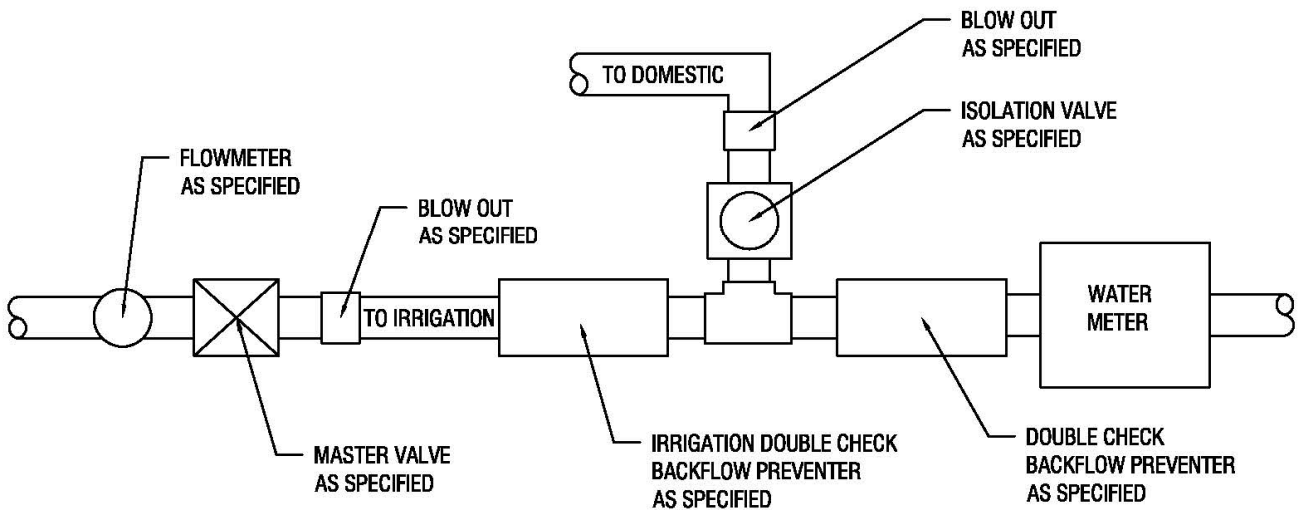 BLOW OUT
AS SPECIFIED
TO DOMESTIC
ISOLATION VALVE
AS SPECIFIED
FLOWMETER
AS SPECIFIED
BLOW OUT
AS SPECIFIED
TO IRRIGATION
WATER
METER
MASTER VALVE
AS SPECIFIED
IRRIGATION DOUBLE CHECK
BACKFLOW PREVENTER
AS SPECIFIED
DOUBLE CHECK
BACKFLOW PREVENTER
AS SPECIFIED